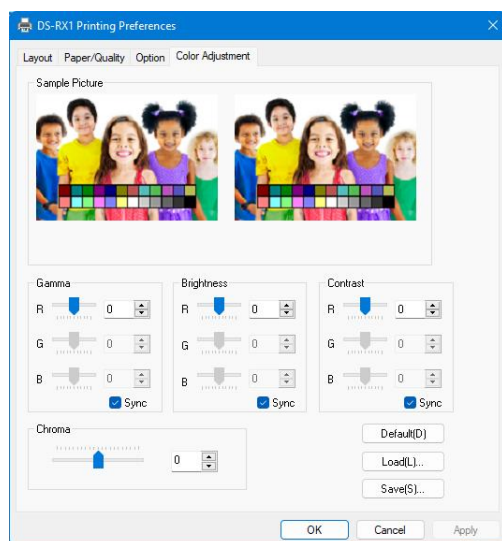 DS-RX1 Printing Preferences
Layout Paper/Quality Option Color Adjustment
Sample Picture
Gamma Brightness Contrast
R 0 R 0 R 0
G 0 G 0 G 0
B 0 B 0 B 0
Sync Sync Sync
Chroma
0
Default(D)
Load(L)...
Save(S)...
OK Cancel Apply